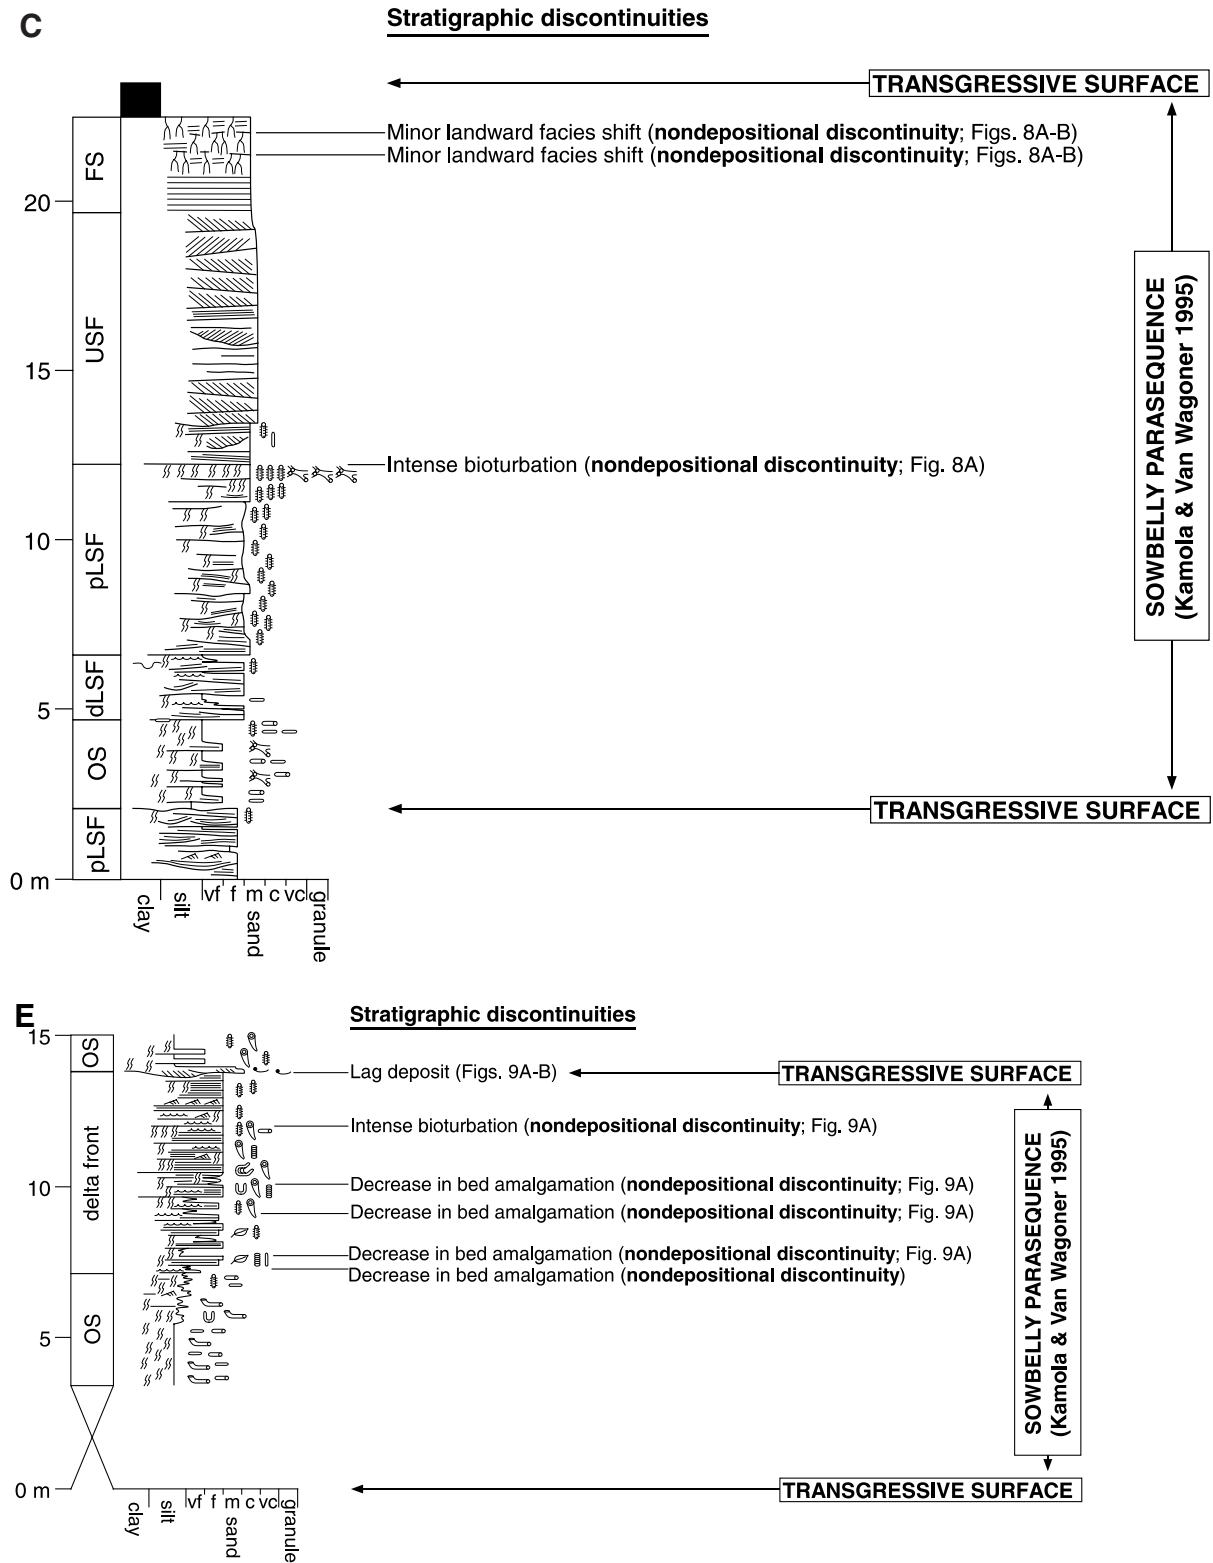 C
Stratigraphic discontinuities
TRANSGRESSIVE SURFACE
Minor landward facies shift (nondepositional discontinuity; Figs. 8A-B)
Minor landward facies shift (nondepositional discontinuity; Figs. 8A-B)
FS
20
USF
15
SOWBELLY PARASEQUENCE
(Kamola & Van Wagoner 1995)
Intense bioturbation (nondepositional discontinuity; Fig. 8A)
pLSF
10
dLSF
5
OS
TRANSGRESSIVE SURFACE
pLSF
0 m
clay silt vf f m c vc granule
sand
E
Stratigraphic discontinuities
15
OS
Lag deposit (Figs. 9A-B)
TRANSGRESSIVE SURFACE
Intense bioturbation (nondepositional discontinuity; Fig. 9A)
delta front
10
Decrease in bed amalgamation (nondepositional discontinuity; Fig. 9A)
Decrease in bed amalgamation (nondepositional discontinuity; Fig. 9A)
Decrease in bed amalgamation (nondepositional discontinuity; Fig. 9A)
Decrease in bed amalgamation (nondepositional discontinuity)
SOWBELLY PARASEQUENCE
(Kamola & Van Wagoner 1995)
OS
5
0 m
TRANSGRESSIVE SURFACE
clay silt vf f m c vc granule
sand